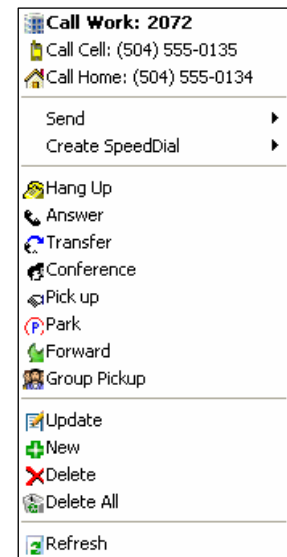 Call Work: 2072
Call Cell: (504) 555-0135
Call Home: (504) 555-0134
Send
Create SpeedDial
Hang Up
Answer
Transfer
Conference
Pick up
P Park
Forward
Group Pickup
Update
New
Delete
Delete All
Refresh